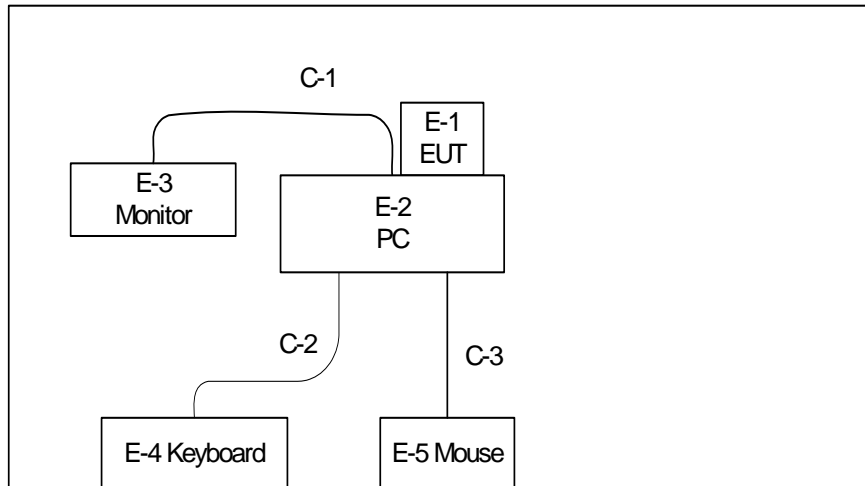 C-1
E-1
EUT
E-3
Monitor
E-2
PC
C-2
C-3
E-4 Keyboard
E-5 Mouse